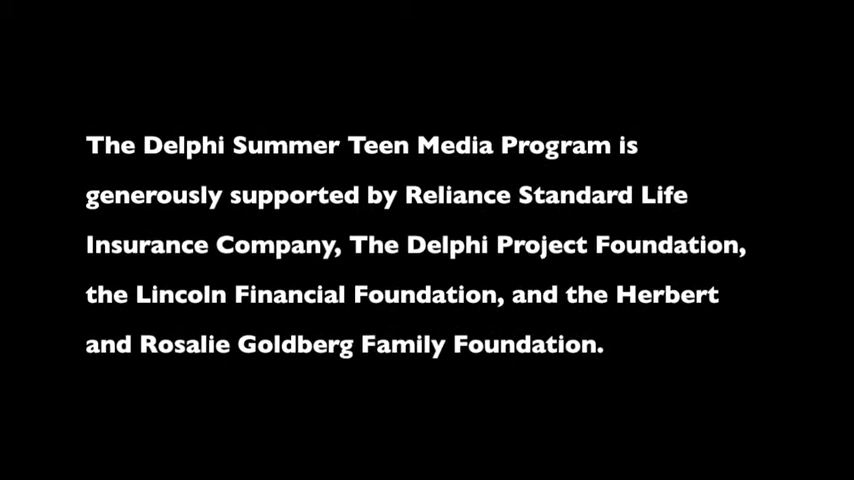 The Delphi Summer Teen Media Program is
generously supported by Reliance Standard Life
Insurance Company, The Delphi Project Foundation,
the Lincoln Financial Foundation, and the Herbert
and Rosalie Goldberg Family Foundation.